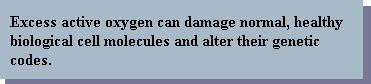 Excess active oxygen can damage normal, healthy
biological cell molecules and alter their genetic
codes.